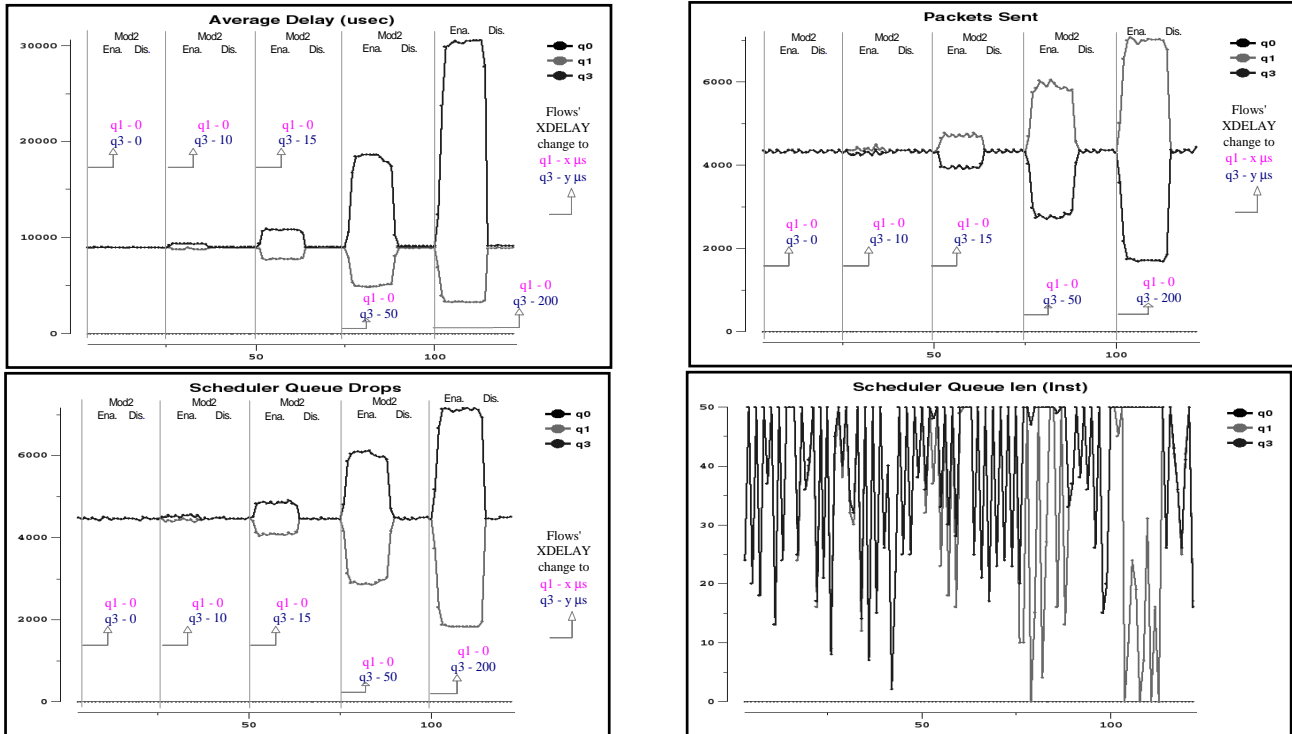 Average Delay (usec)
Mod2 Mod2 Mod2 Mod2
Ena. Dis. Ena. Dis. Ena. Dis. Ena. Dis. Ena. Dis.
30000
20000
10000
0
q0
q1
q3
q1 - 0
q3 - 0
q1 - 0
q3 - 10
q1 - 0
q3 - 15
q1 - 0
q3 - 50
q1 - 0
q3 - 200
Flows'
XDELAY
change to
q1 - x μs
q3 - y μs
50 100
Packets Sent
Mod2 Mod2 Mod2 Mod2
Ena. Dis. Ena. Dis. Ena. Dis. Ena. Dis. Ena. Dis.
6000
4000
2000
0
q0
q1
q3
q1 - 0
q3 - 0
q1 - 0
q3 - 10
q1 - 0
q3 - 15
q1 - 0
q3 - 50
q1 - 0
q3 - 200
Flows'
XDELAY
change to
q1 - x μs
q3 - y μs
50 100
Scheduler Queue Drops
Mod2 Mod2 Mod2 Mod2
Ena. Dis. Ena. Dis. Ena. Dis. Ena. Dis. Ena. Dis.
6000
4000
2000
0
q0
q1
q3
q1 - 0
q3 - 0
q1 - 0
q3 - 10
q1 - 0
q3 - 15
q1 - 0
q3 - 50
q1 - 0
q3 - 200
Flows'
XDELAY
change to
q1 - x μs
q3 - y μs
50 100
Scheduler Queue len (Inst)
50
40
30
20
10
0
q0
q1
q3
50 100